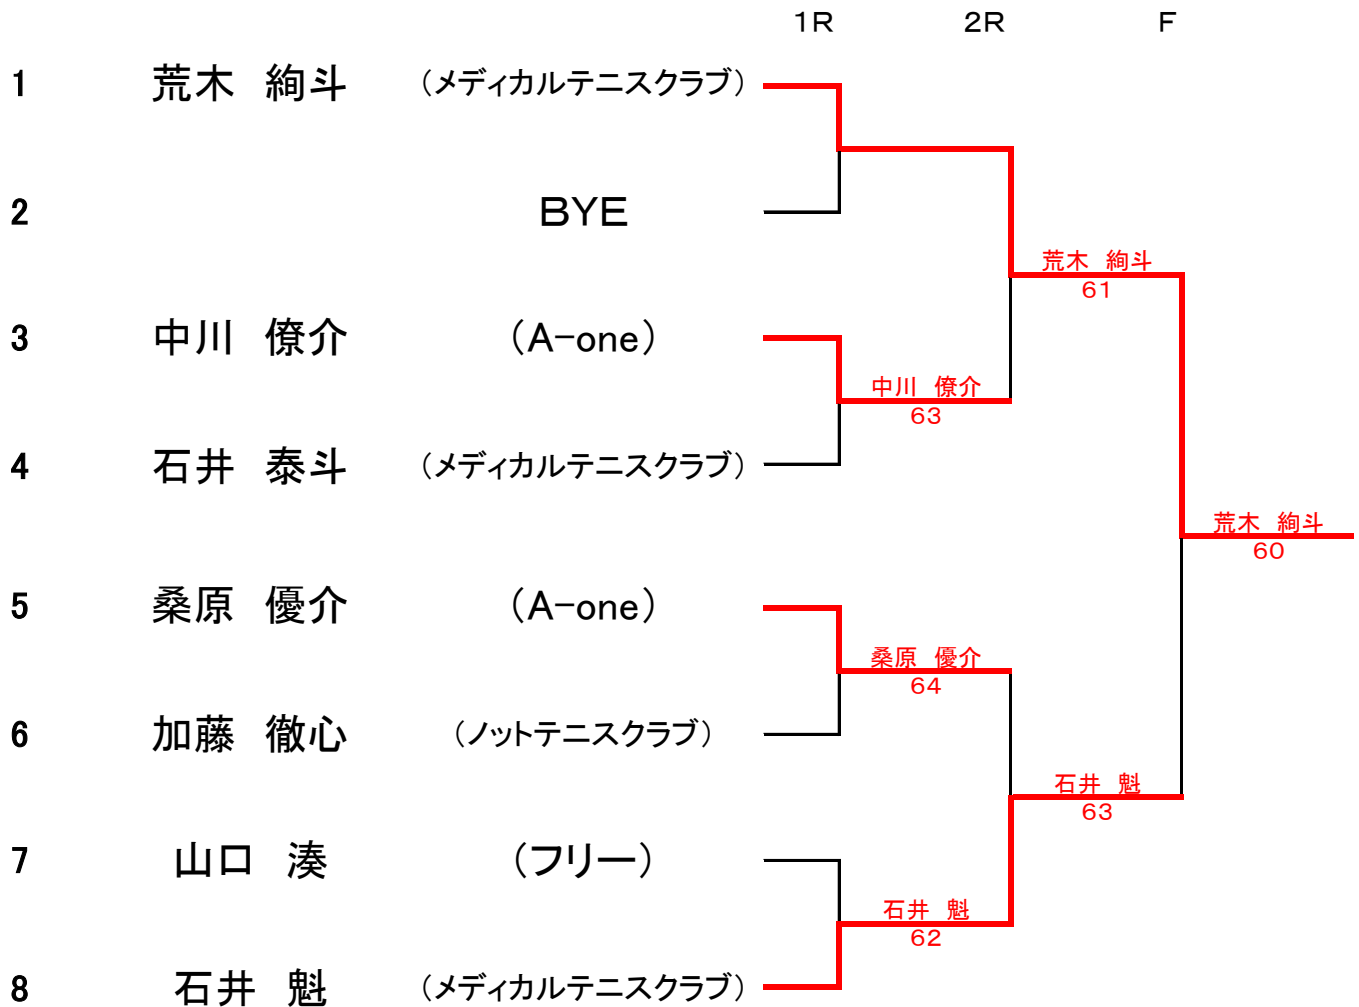 1R 2R F
1 荒木 絢斗 （メディカルテニスクラブ）
2 BYE
荒木 絢斗
61
3 中川 僚介 （A-one）
中川 僚介
63
4 石井 泰斗 （メディカルテニスクラブ）
荒木 絢斗
60
5 桑原 優介 （A-one）
桑原 優介
64
6 加藤 徹心 （ノットテニスクラブ）
石井 魁
63
7 山口 湊 （フリー）
石井 魁
62
8 石井 魁 （メディカルテニスクラブ）